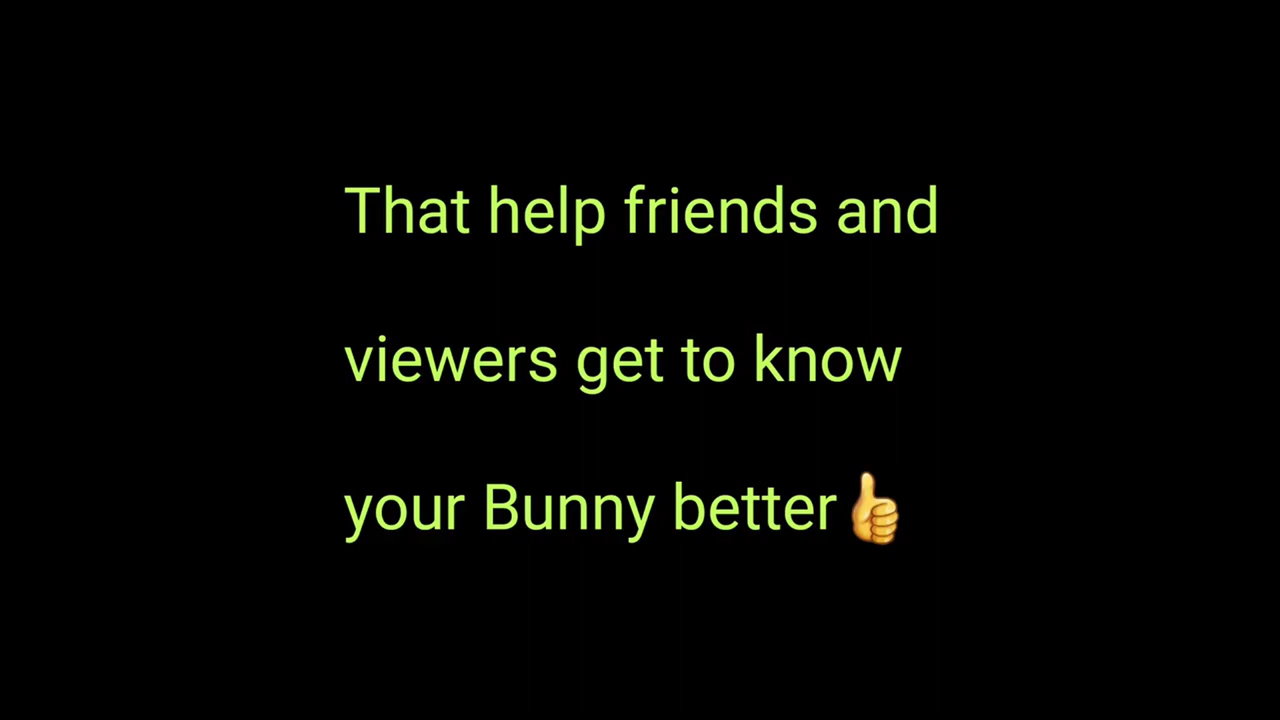 That help friends and
viewers get to know
your Bunny better👍